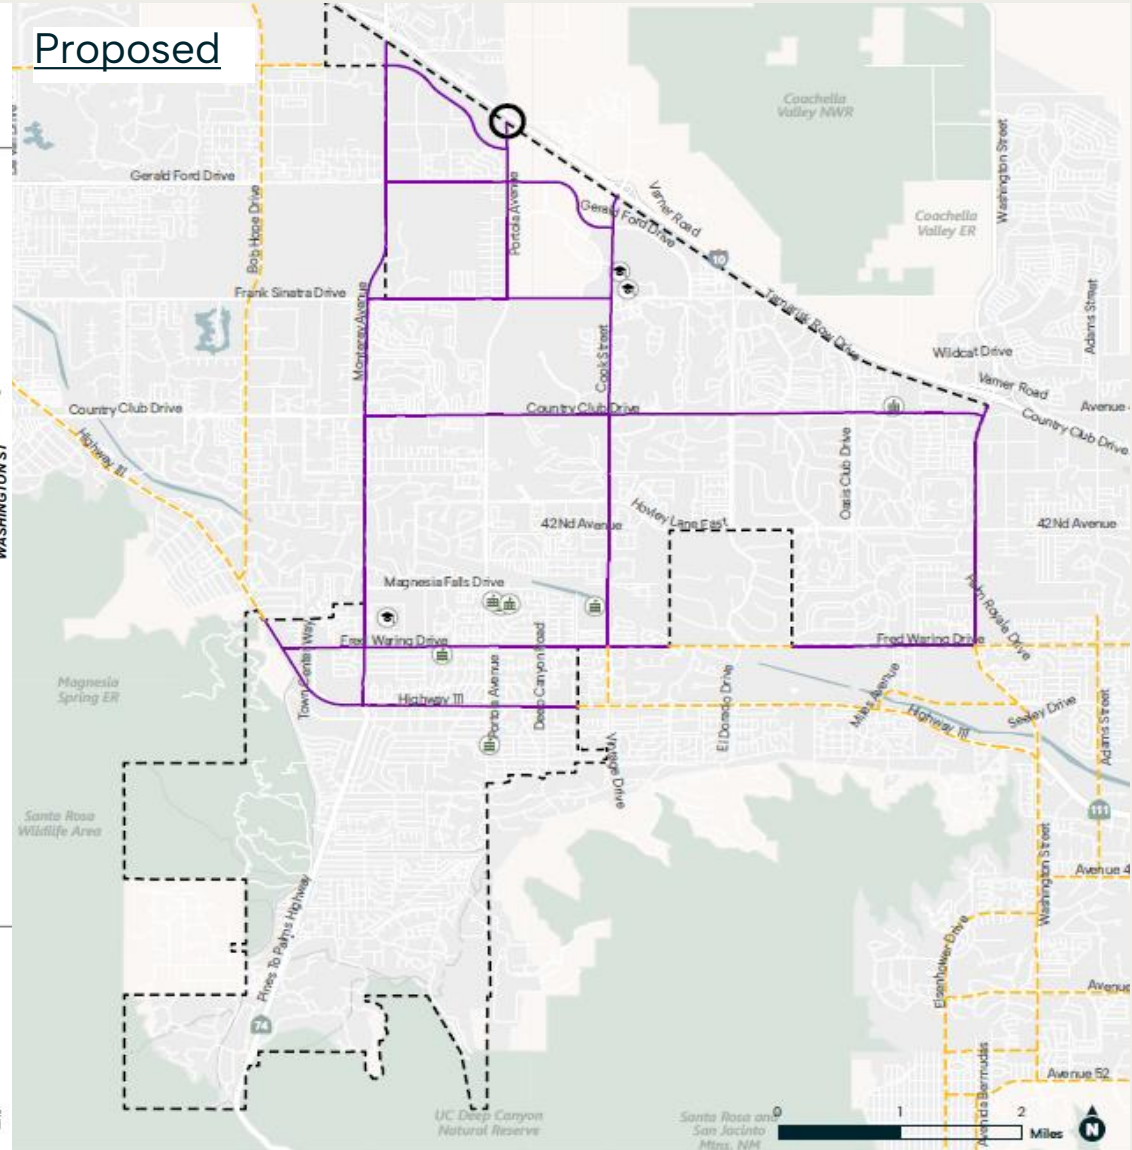 Proposed
Coachella
Valley NWR
Washington Street
Gerald Ford Drive
Bob Hope Drive
Portola Avenue
Varner Road
Gerald Ford Drive
Coachella
Valley ER
10
Frank Sinatra Drive
Monterey Avenue
Tamarisk Row Drive
Adams Street
Cook Street
Wildcat Drive
Varner Road
Country Club Drive
Country Club Drive
Avenue
Country Club Drive
Highway 111
WASHINGTON ST
Oasis Club Drive
Hovley Lane East
42Nd Avenue
42Nd Avenue
Magnesia Falls Drive
Palm Royale Drive
Fred Waring Drive
Fred Waring Drive
Town Center Way
Deep Canyon Road
Portola Avenue
El Dorado Drive
Miles Avenue
Magnesia
Spring ER
Highway 111
Highway 111
Seeley Drive
Adams Street
Village Drive
Santa Rosa
Wildlife Area
111
Washington Street
Avenue 4
Pines To Palms Highway
Eisenhower Drive
Avenue
74
Avenue 52
Avenida Bermudas
UC Deep Canyon
Natural Reserve
Santa Rosa and
San Jacinto
Mtns. NM
0 1 2
Miles
N